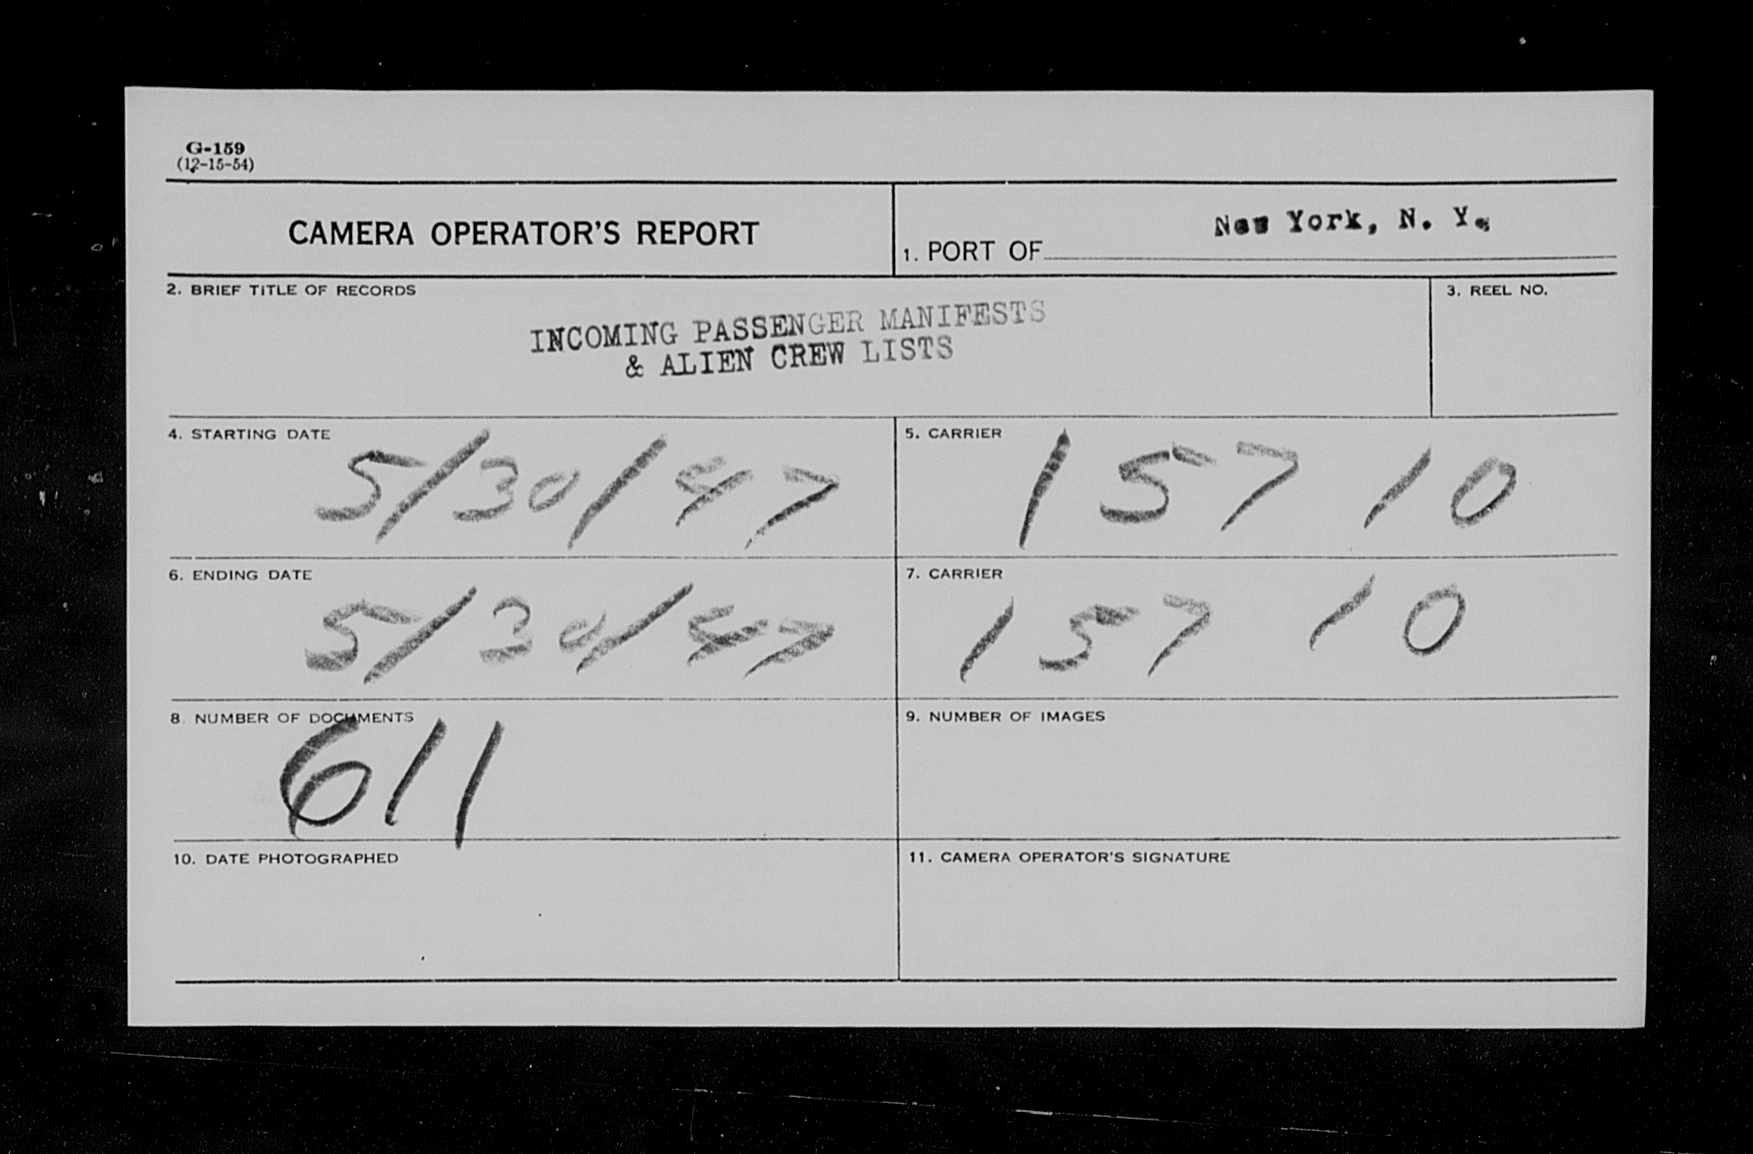 G-159
(12-15-54)
CAMERA OPERATOR'S REPORT
1. PORT OF New York, N. Y.
2. BRIEF TITLE OF RECORDS
INCOMING PASSENGER MANIFESTS
& ALIEN CREW LISTS
3. REEL NO.
4. STARTING DATE
5/30/47
5. CARRIER
157 10
6. ENDING DATE
5/30/47
7. CARRIER
157 10
8. NUMBER OF DOCUMENTS
611
9. NUMBER OF IMAGES
10. DATE PHOTOGRAPHED
11. CAMERA OPERATOR'S SIGNATURE